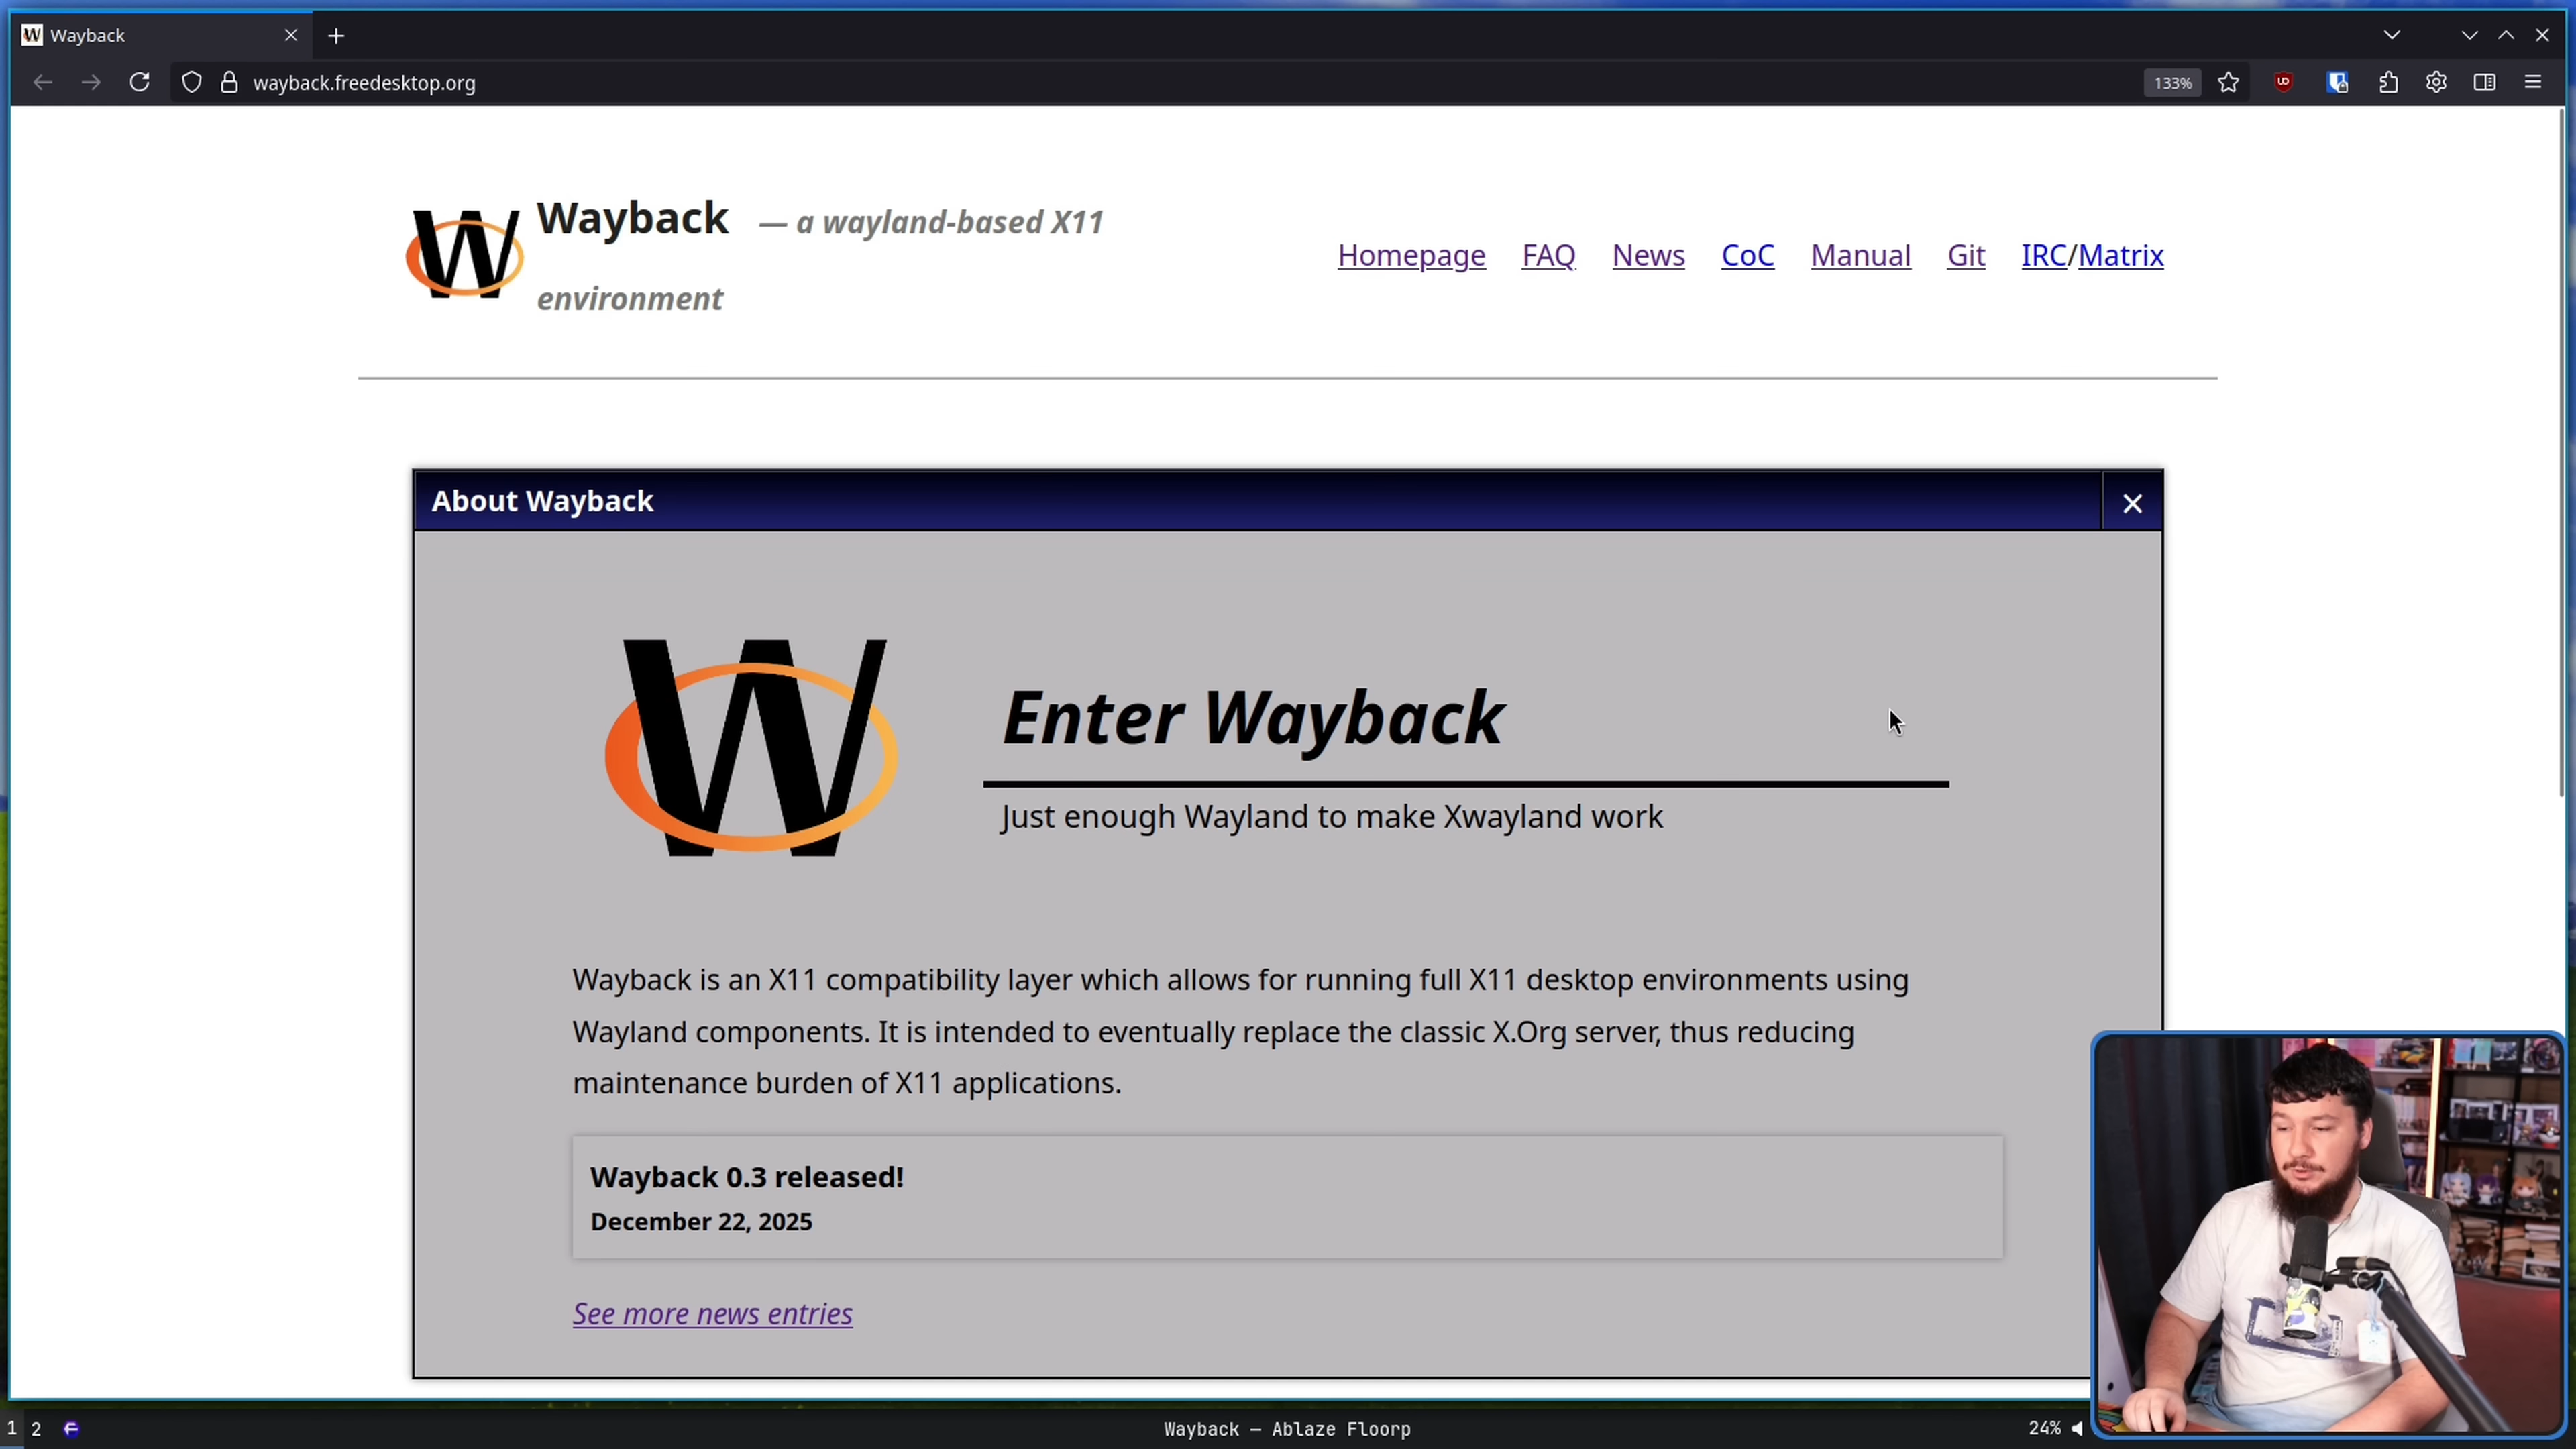 Wayback
wayback.freedesktop.org
133%
W
Wayback — a wayland-based X11
environment
Homepage FAQ News CoC Manual Git IRC/Matrix
About Wayback
W
Enter Wayback
Just enough Wayland to make Xwayland work
Wayback is an X11 compatibility layer which allows for running full X11 desktop environments using
Wayland components. It is intended to eventually replace the classic X.Org server, thus reducing
maintenance burden of X11 applications.
Wayback 0.3 released!
December 22, 2025
See more news entries
1 2
Wayback — Ablaze Floorp
24%